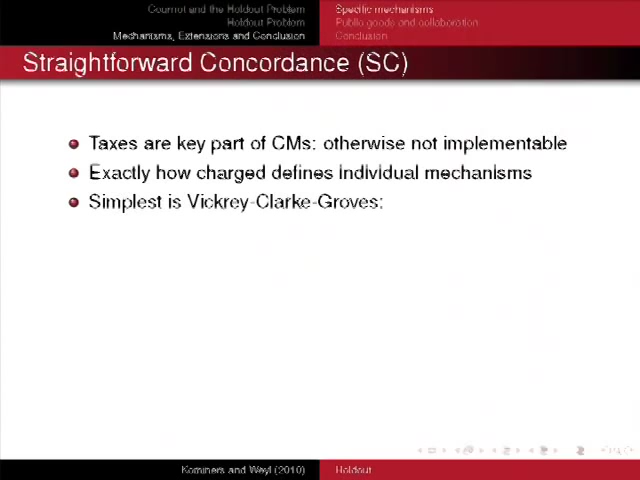 Cournot and the Holdout Problem
Holdout Problem
Mechanisms, Extensions and Conclusion
Specific mechanisms
Public goods and collaboration
Conclusion
Straightforward Concordance (SC)
Taxes are key part of CMs: otherwise not implementable
Exactly how charged defines individual mechanisms
Simplest is Vickrey-Clarke-Groves:
Kominers and Weyl (2010)
Holdout